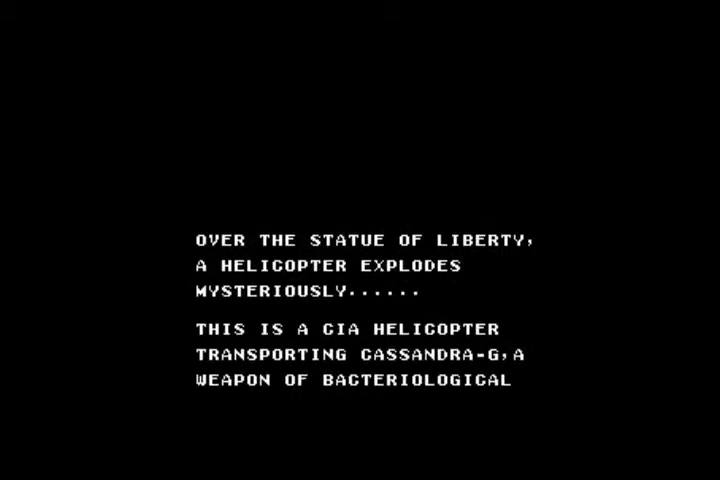 OVER THE STATUE OF LIBERTY,
A HELICOPTER EXPLODES
MYSTERIOUSLY......
THIS IS A CIA HELICOPTER
TRANSPORTING CASSANDRA-G,A
WEAPON OF BACTERIOLOGICAL